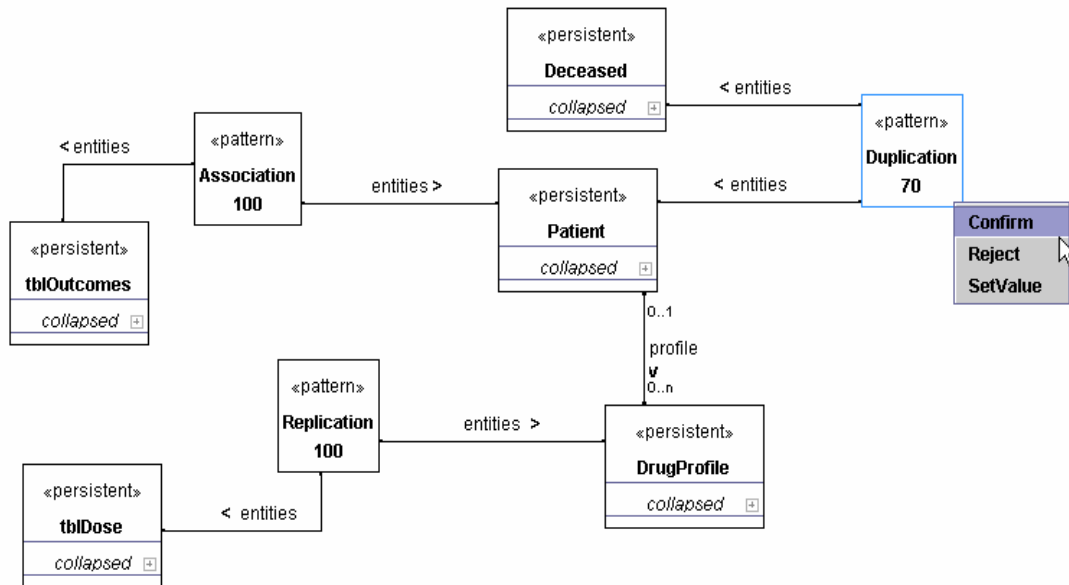 «persistent»
Deceased
collapsed
< entities
«pattern»
Duplication
70
< entities
«pattern»
Association
100
entities >
< entities
«persistent»
Patient
collapsed
Confirm
Reject
SetValue
«persistent»
tblOutcomes
collapsed
0..1
profile
v
0..n
«pattern»
Replication
100
entities >
«persistent»
DrugProfile
collapsed
«persistent»
tblDose
collapsed
< entities